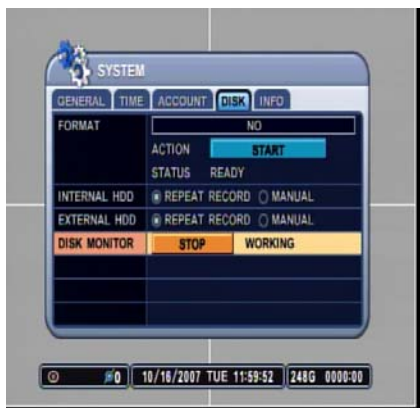 SYSTEM
GENERAL TIME ACCOUNT DISK INFO
FORMAT NO
ACTION START
STATUS READY
INTERNAL HDD REPEAT RECORD MANUAL
EXTERNAL HDD REPEAT RECORD MANUAL
DISK MONITOR STOP WORKING
0 10/16/2007 TUE 11:59:52 248G 0000:00